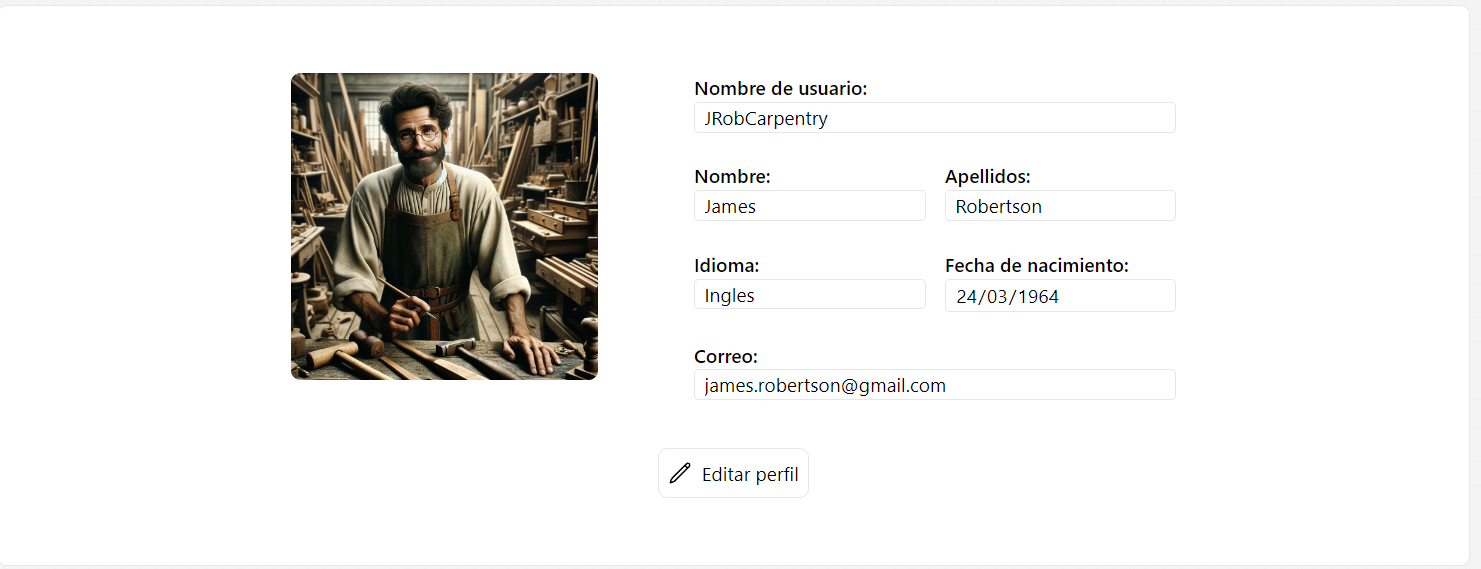 Nombre de usuario:
JRobCarpentry
Nombre: Apellidos:
James Robertson
Idioma: Fecha de nacimiento:
Ingles 24/03/1964
Correo:
james.robertson@gmail.com
Editar perfil